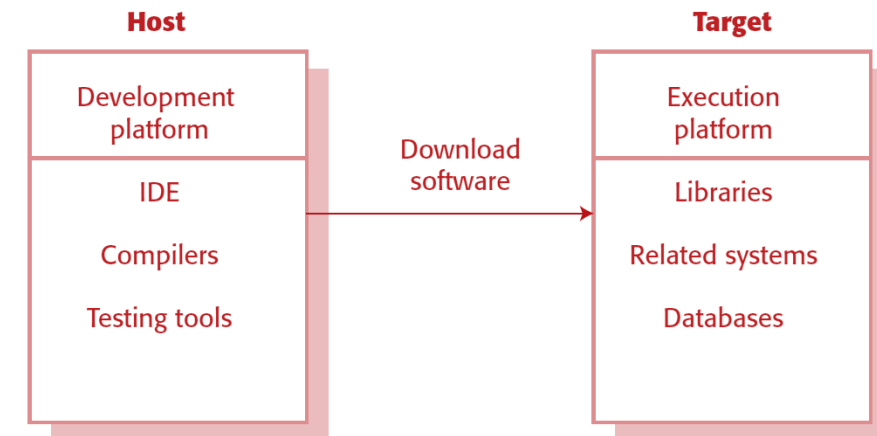 Host
Target
Development
platform
Execution
platform
Download
software
IDE
Compilers
Testing tools
Libraries
Related systems
Databases